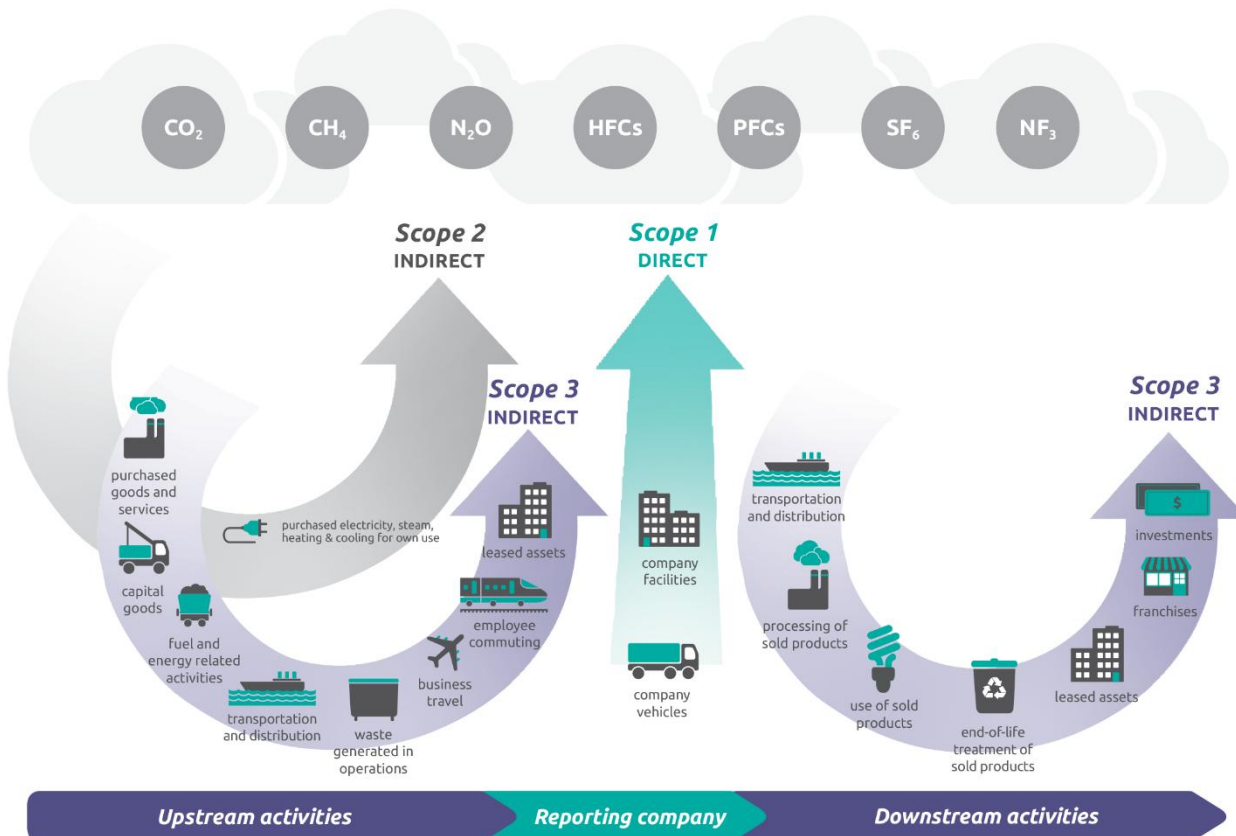 CO₂
CH₄
N₂O
HFCs
PFCs
SF₆
NF₃
Scope 2
INDIRECT
Scope 1
DIRECT
Scope 3
INDIRECT
Scope 3
INDIRECT
purchased
goods and
services
capital
goods
fuel and
energy related
activities
transportation
and distribution
waste
generated in
operations
business
travel
employee
commuting
leased assets
purchased electricity, steam,
heating & cooling for own use
company
facilities
company
vehicles
transportation
and distribution
processing of
sold products
use of sold
products
end-of-life
treatment of
sold products
leased assets
franchises
$
investments
Upstream activities
Reporting company
Downstream activities